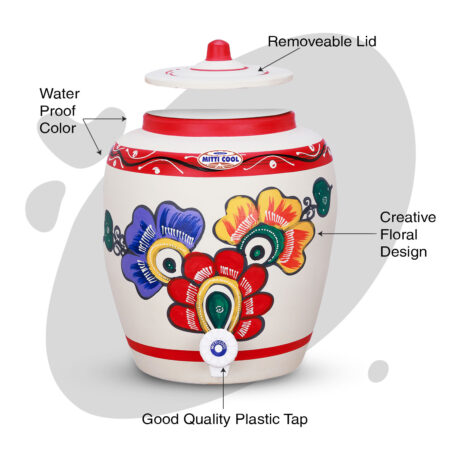 Removeable Lid
Water
Proof
Color
MITTI COOL
Creative
Floral
Design
Good Quality Plastic Tap